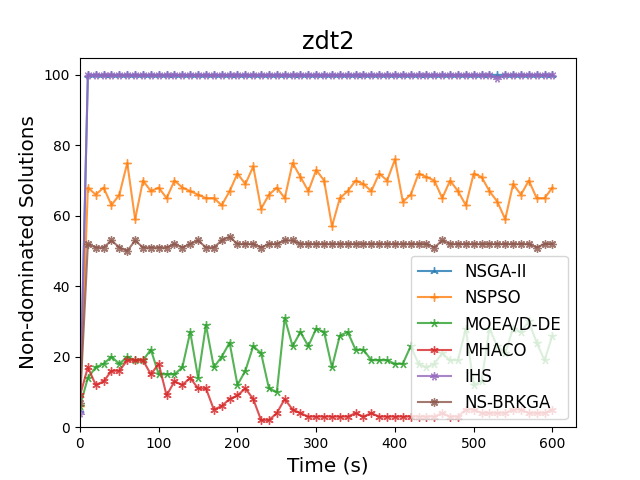 zdt2
Non-dominated Solutions
100
80
60
40
20
0
0 100 200 300 400 500 600
Time (s)
NSGA-II
NSPSO
MOEA/D-DE
MHACO
IHS
NS-BRKGA